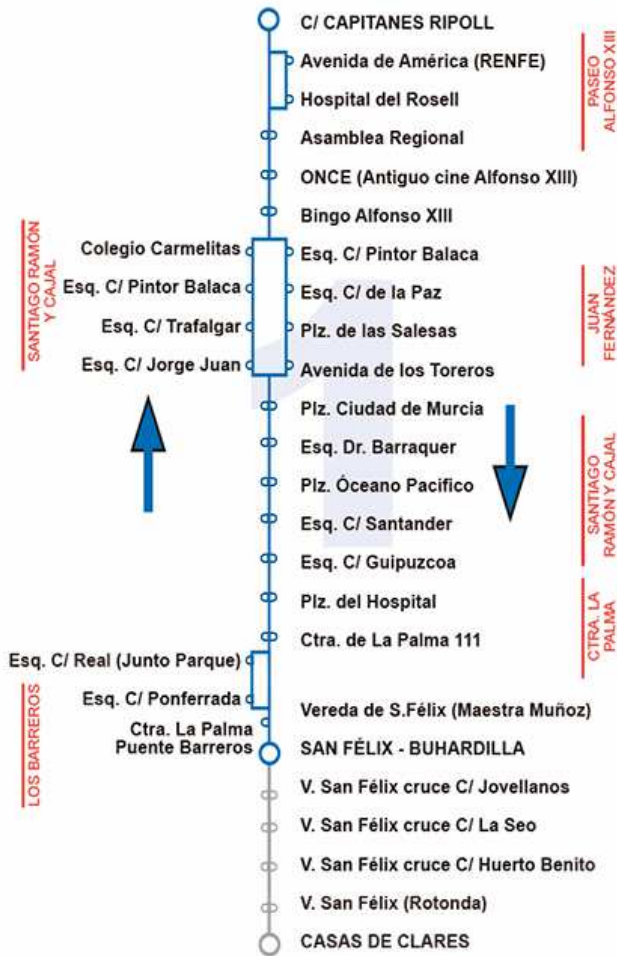 C/ CAPITANES RIPOLL
Avenida de América (RENFE)
Hospital del Rosell
PASEO
ALFONSO XIII
Asamblea Regional
ONCE (Antiguo cine Alfonso XIII)
Bingo Alfonso XIII
SANTIAGO RAMÓN
Y CAJAL
Colegio Carmelitas
Esq. C/ Pintor Balaca
Esq. C/ Pintor Balaca
Esq. C/ de la Paz
Esq. C/ Trafalgar
Plz. de las Salesas
Esq. C/ Jorge Juan
Avenida de los Toreros
JUAN
FERNÁNDEZ
1
Plz. Ciudad de Murcia
Esq. Dr. Barraquer
Plz. Óceano Pacifico
Esq. C/ Santander
Esq. C/ Guipuzcoa
SANTIAGO
RAMÓN Y CAJAL
Plz. del Hospital
Ctra. de La Palma 111
CTRA. LA
PALMA
Esq. C/ Real (Junto Parque)
Esq. C/ Ponferrada
Vereda de S.Félix (Maestra Muñoz)
Ctra. La Palma
Puente Barreros
LOS BARREROS
SAN FÉLIX - BUHARDILLA
V. San Félix cruce C/ Jovellanos
V. San Félix cruce C/ La Seo
V. San Félix cruce C/ Huerto Benito
V. San Félix (Rotonda)
CASAS DE CLARES